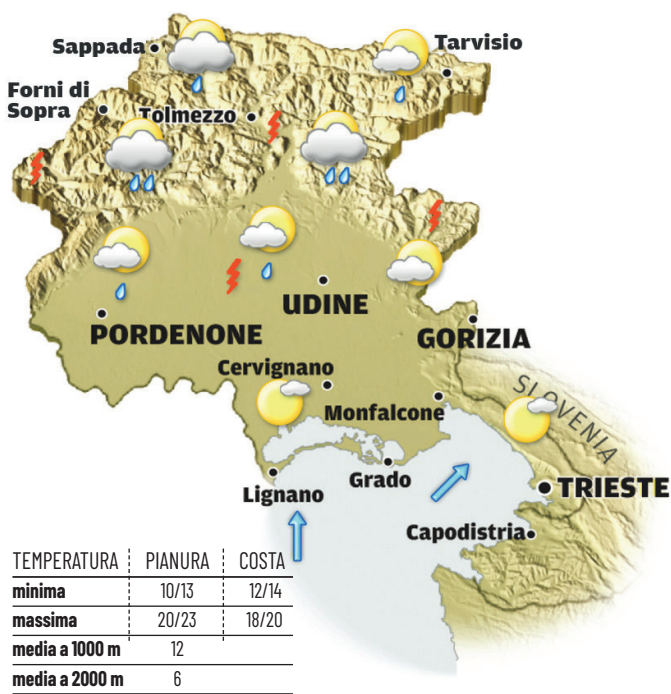 Sappada
Tarvisio
Forni di
Sopra
Tolmezzo
UDINE
PORDENONE
GORIZIA
Cervignano
SLOVENIA
Monfalcone
Grado
Lignano
TRIESTE
Capodistria
TEMPERATURA PIANURA COSTA
minima 10/13 12/14
massima 20/23 18/20
media a 1000 m 12
media a 2000 m 6